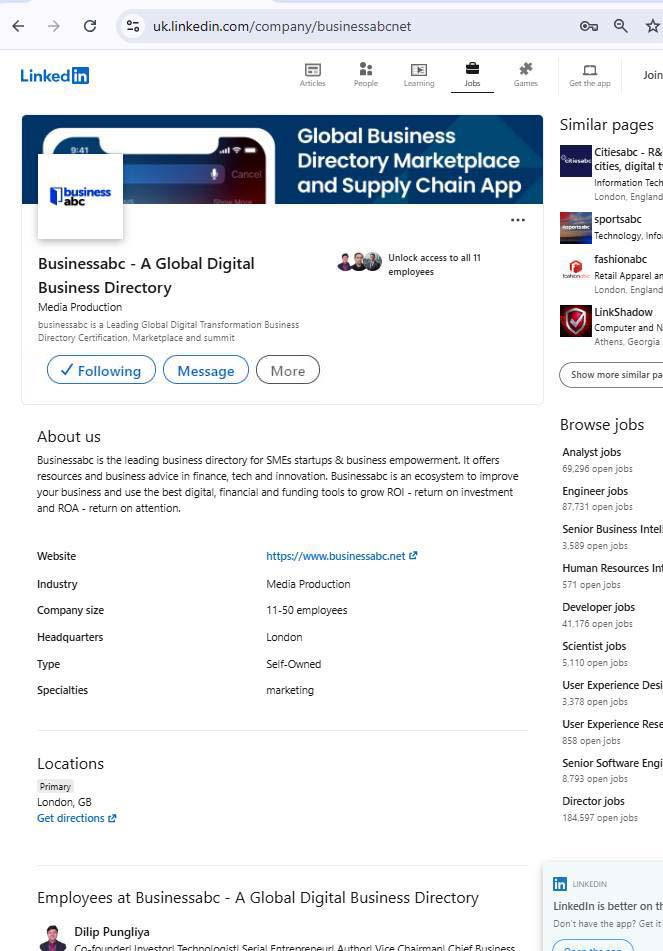 uk.linkedin.com/company/businessabcnet
Linkedin
Articles
People
Learning
Jobs
Games
Get the app
Join
9:41
Cancel
Show More
Global Business
Directory Marketplace
and Supply Chain App
business
abc
Businessabc - A Global Digital
Business Directory
Media Production
businessabc is a Leading Global Digital Transformation Business
Directory Certification, Marketplace and summit
Unlock access to all 11
employees
Following
Message
More
About us
Businessabc is the leading business directory for SMEs startups & business empowerment. It offers
resources and business advice in finance, tech and innovation. Businessabc is an ecosystem to improve
your business and use the best digital, financial and funding tools to grow ROI - return on investment
and ROA - return on attention.
Website
https://www.businessabc.net
Industry
Media Production
Company size
11-50 employees
Headquarters
London
Type
Self-Owned
Specialties
marketing
Locations
Primary
London, GB
Get directions
Employees at Businessabc - A Global Digital Business Directory
Dilip Pungliya
Co-founder| Investor| Technologist| Serial Entrepreneur| Author| Vice Chairman| Chief Business
Similar pages
citiesabc
Citiesabc - R&
cities, digital t
Information Tech
London, England
sportsabc
sportsabc
Technology, Info
fashionabc
fashionabc
Retail Apparel an
London, England
LinkShadow
Computer and N
Athens, Georgia
Show more similar pa
Browse jobs
Analyst jobs
69,296 open jobs
Engineer jobs
87,731 open jobs
Senior Business Intel
3,589 open jobs
Human Resources Int
571 open jobs
Developer jobs
41,176 open jobs
Scientist jobs
5,110 open jobs
User Experience Desi
3,378 open jobs
User Experience Rese
858 open jobs
Senior Software Engi
8,793 open jobs
Director jobs
184,597 open jobs
in LINKEDIN
LinkedIn is better on th
Don't have the app? Get it
Open the app